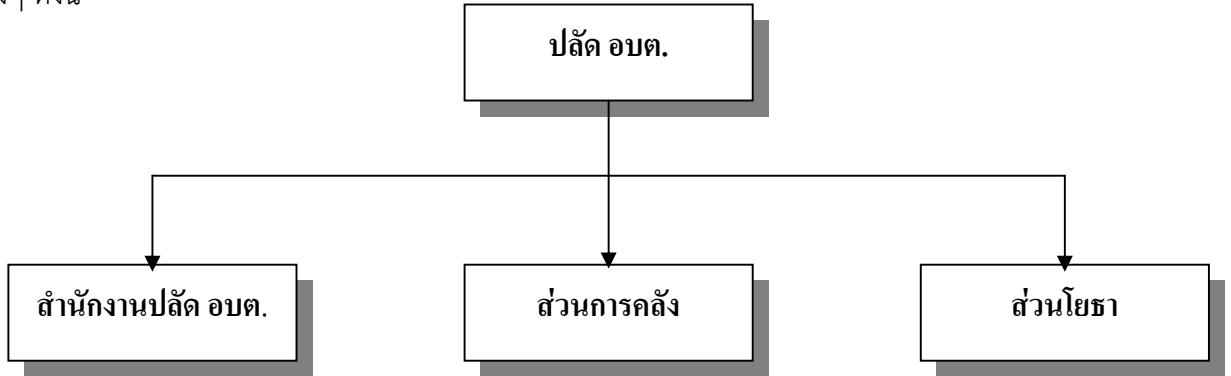 ปลัด อบต.
สำนักงานปลัด อบต.
ส่วนการคลัง
ส่วนโยธา